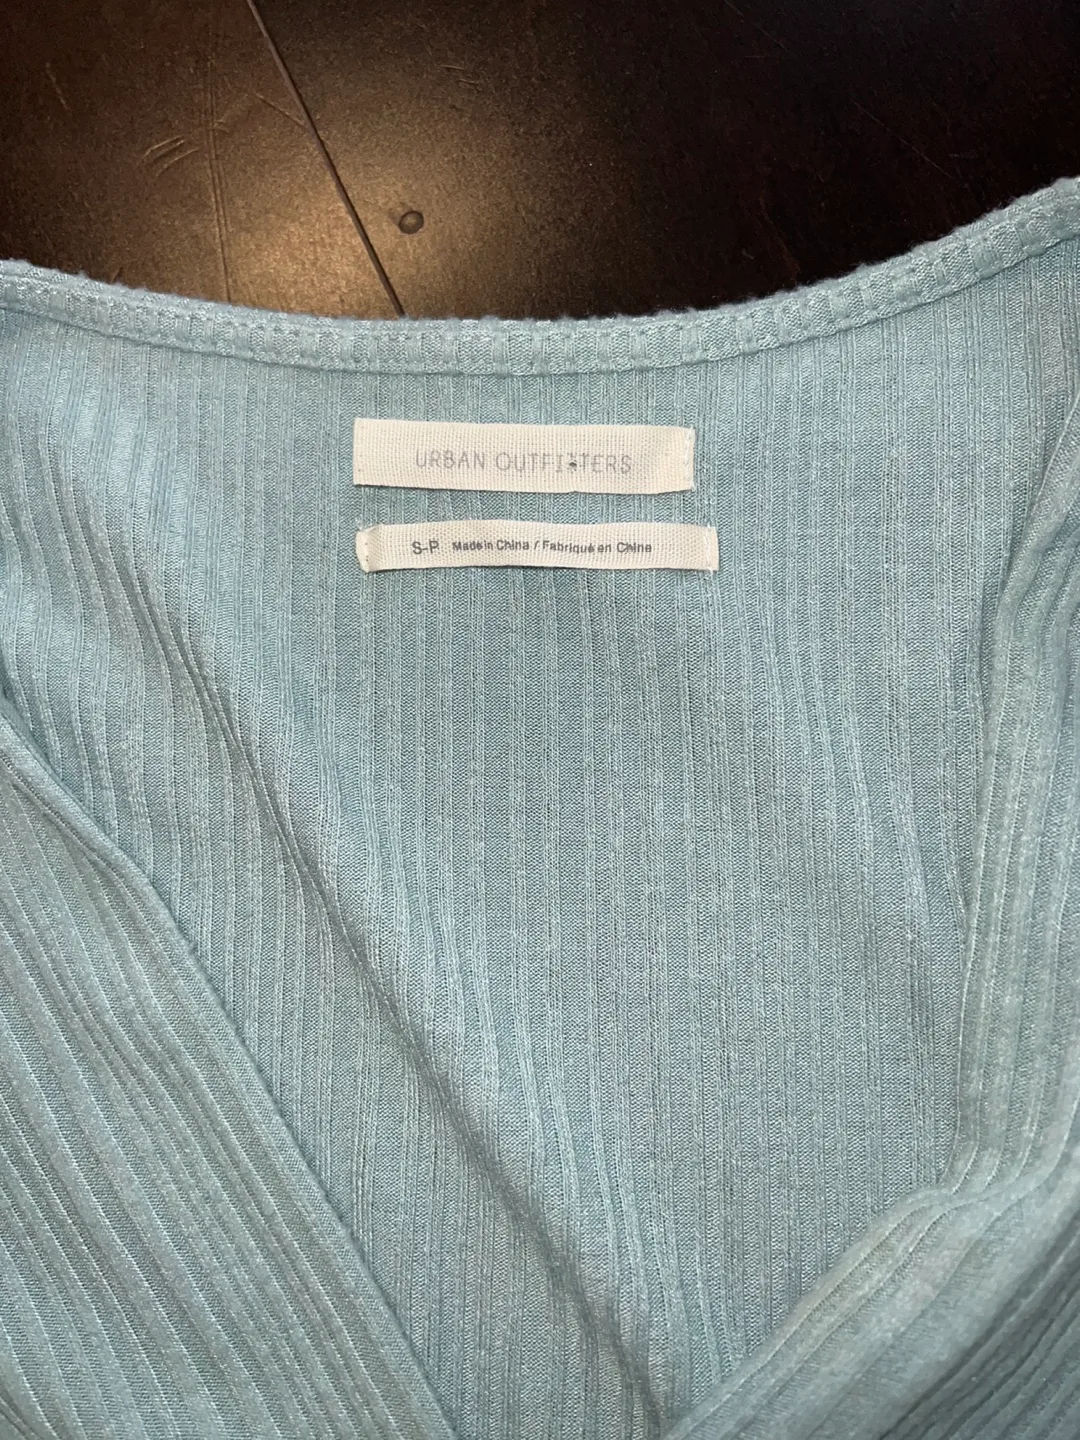 URBAN OUTFITTERS
S-P Made in China / Fabriqué en Chine